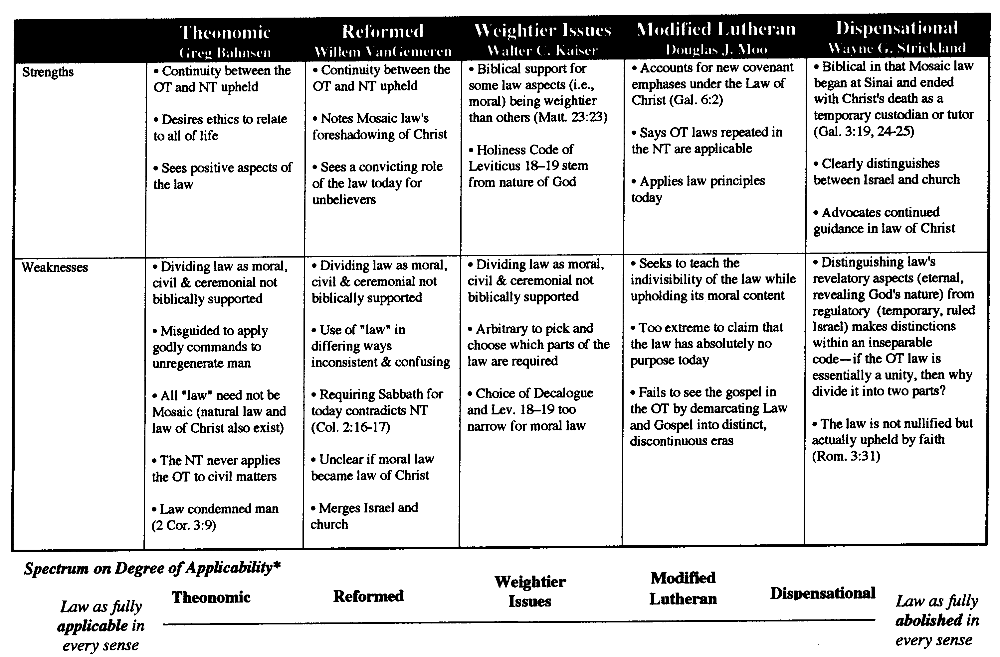 Theonomic
Greg Bahnsen
Reformed
Willem VanGemeren
Weightier Issues
Walter C. Kaiser
Modified Lutheran
Douglas J. Moo
Dispensational
Wayne G. Strickland
Strengths
• Continuity between the
OT and NT upheld
• Desires ethics to relate
to all of life
• Sees positive aspects of
the law
• Continuity between the
OT and NT upheld
• Notes Mosaic law's
foreshadowing of Christ
• Sees a convicting role
of the law today for
unbelievers
• Biblical support for
some law aspects (i.e.,
moral) being weightier
than others (Matt. 23:23)
• Holiness Code of
Leviticus 18–19 stem
from nature of God
• Accounts for new covenant
emphases under the Law of
Christ (Gal. 6:2)
• Says OT laws repeated in
the NT are applicable
• Applies law principles
today
• Biblical in that Mosaic law
began at Sinai and ended
with Christ's death as a
temporary custodian or tutor
(Gal. 3:19, 24-25)
• Clearly distinguishes
between Israel and church
• Advocates continued
guidance in law of Christ
Weaknesses
• Dividing law as moral,
civil & ceremonial not
biblically supported
• Misguided to apply
godly commands to
unregenerate man
• All "law" need not be
Mosaic (natural law and
law of Christ also exist)
• The NT never applies
the OT to civil matters
• Law condemned man
(2 Cor. 3:9)
• Dividing law as moral,
civil & ceremonial not
biblically supported
• Use of "law" in
differing ways
inconsistent & confusing
• Requiring Sabbath for
today contradicts NT
(Col. 2:16-17)
• Unclear if moral law
became law of Christ
• Merges Israel and
church
• Dividing law as moral,
civil & ceremonial not
biblically supported
• Arbitrary to pick and
choose which parts of the
law are required
• Choice of Decalogue
and Lev. 18–19 too
narrow for moral law
• Seeks to teach the
indivisibility of the law while
upholding its moral content
• Too extreme to claim that
the law has absolutely no
purpose today
• Fails to see the gospel in
the OT by demarcating Law
and Gospel into distinct,
discontinuous eras
• Distinguishing law's
revelatory aspects (eternal,
revealing God's nature) from
regulatory (temporary, ruled
Israel) makes distinctions
within an inseparable
code—if the OT law is
essentially a unity, then why
divide it into two parts?
• The law is not nullified but
actually upheld by faith
(Rom. 3:31)
Spectrum on Degree of Applicability*
Law as fully
applicable in
every sense
Theonomic
Reformed
Weightier
Issues
Modified
Lutheran
Dispensational
Law as fully
abolished in
every sense